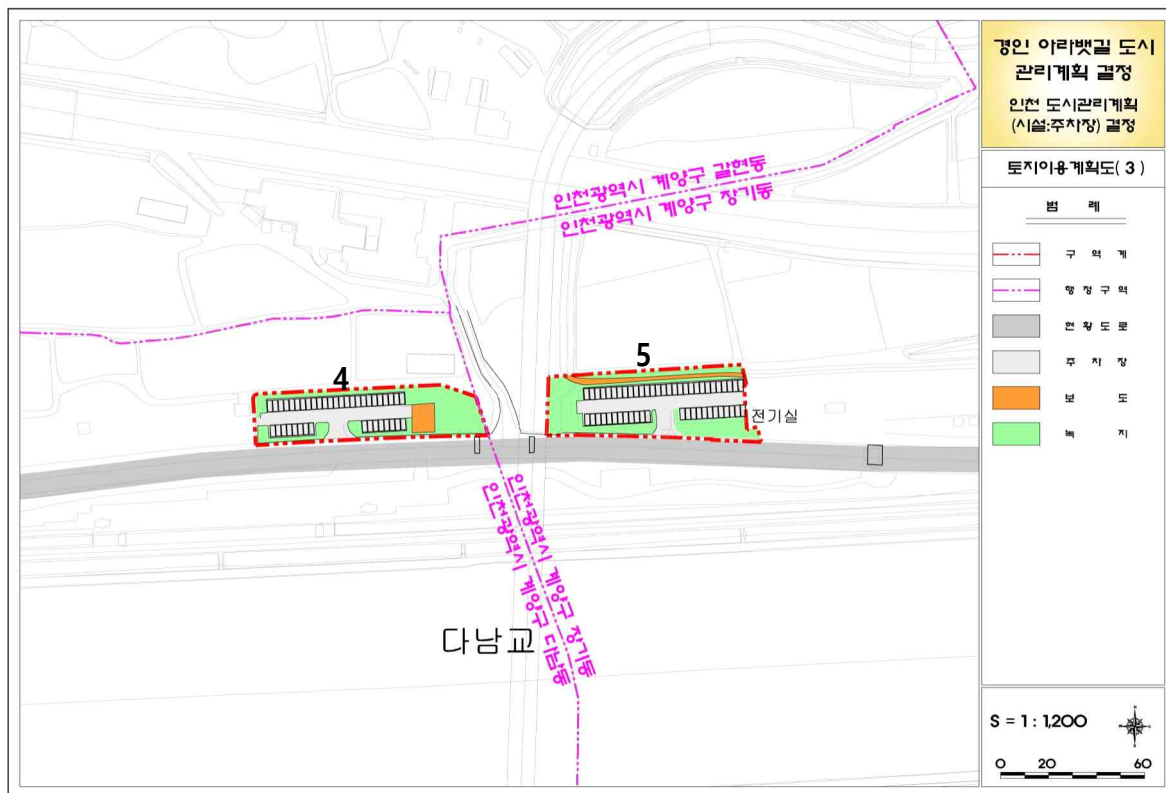 경인 아라뱃길 도시
관리계획 결정
인천 도시관리계획
(시설:주차장) 결정
토지이용계획도( 3 )
범 례
구 역 계
행정구역
현황도로
주 차 장
보 도
녹 지
인천광역시 계양구 갈현동
인천광역시 계양구 장기동
4
5
전기실
인천광역시 계양구 장기동
인천광역시 계양구 다남동
다남교
S = 1 : 1,200
N
0 20 60